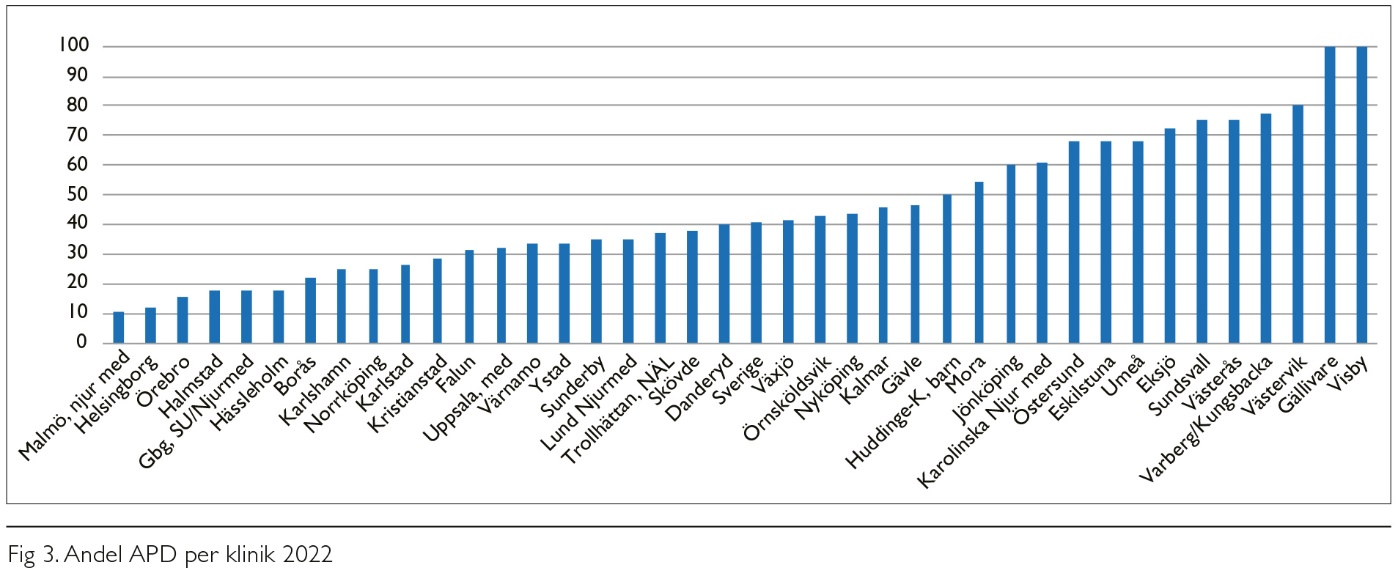 100
90
80
70
60
50
40
30
20
10
0
Malmö, njur med
Helsingborg
Örebro
Halmstad
Gbg, SU/Njurmed
Hässleholm
Borås
Karlshamn
Norrköping
Karlstad
Kristianstad
Falun
Uppsala, med
Värnamo
Ystad
Sunderby
Lund Njurmed
Trollhättan, NÄL
Skövde
Danderyd
Sverige
Växjö
Örnsköldsvik
Nyköping
Kalmar
Gävle
Huddinge-K, barn
Mora
Jönköping
Karolinska Njur med
Östersund
Eskilstuna
Umeå
Eksjö
Sundsvall
Västerås
Varberg/Kungsbacka
Västervik
Gällivare
Visby
Fig 3. Andel APD per klinik 2022